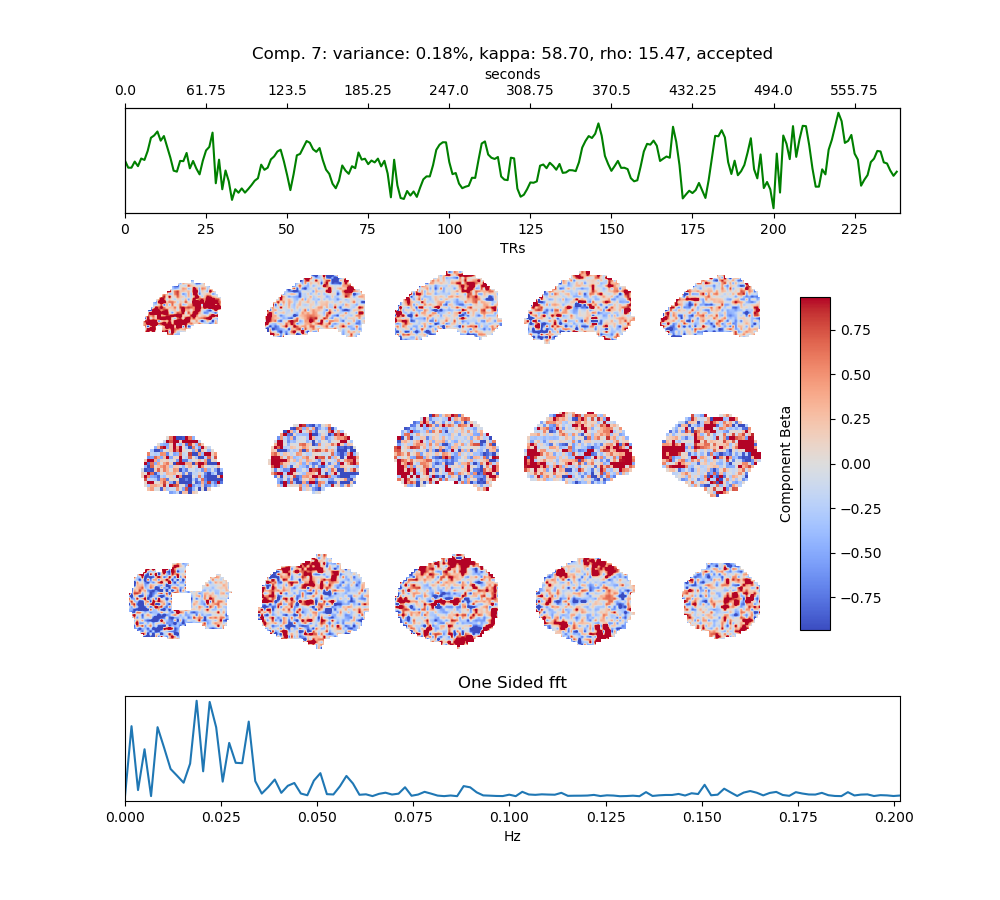 Comp. 7: variance: 0.18%, kappa: 58.70, rho: 15.47, accepted
seconds
0.0 61.75 123.5 185.25 247.0 308.75 370.5 432.25 494.0 555.75
0 25 50 75 100 125 150 175 200 225
TRs
0.75
0.50
0.25
0.00
−0.25
−0.50
−0.75
Component Beta
One Sided fft
0.000 0.025 0.050 0.075 0.100 0.125 0.150 0.175 0.200
Hz